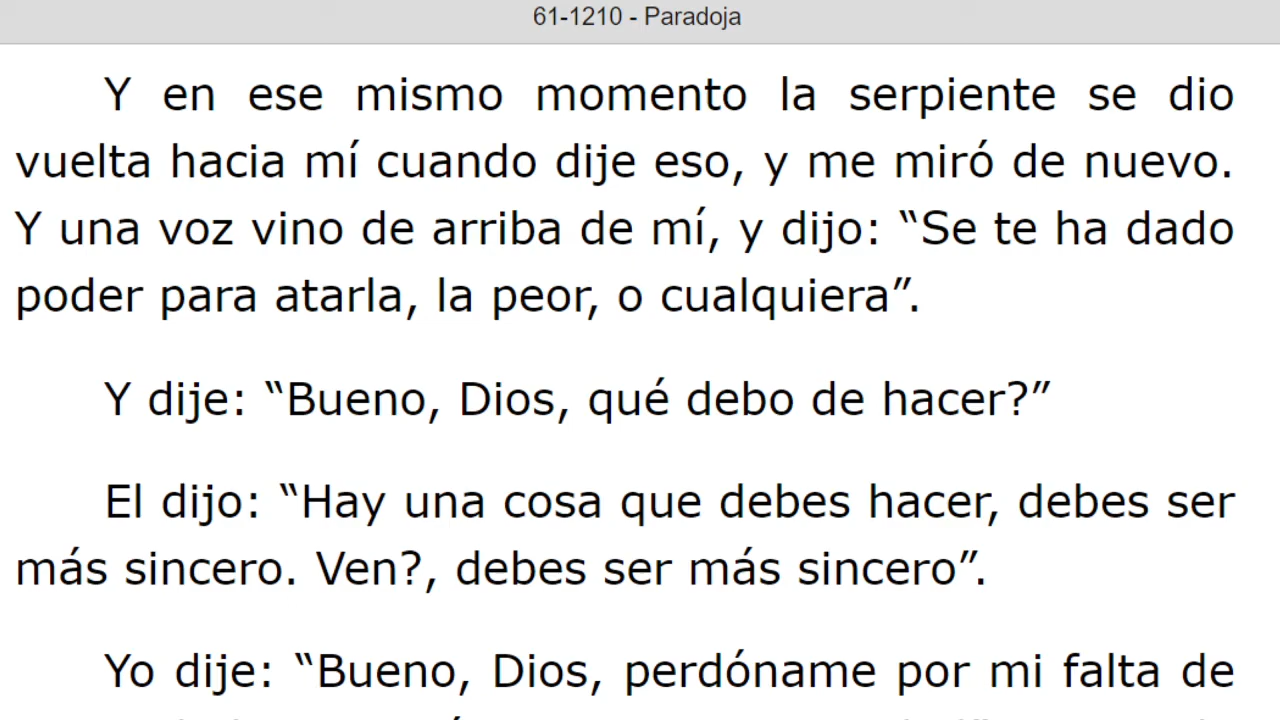 61-1210 - Paradoja
Y en ese mismo momento la serpiente se dio
vuelta hacia mí cuando dije eso, y me miró de nuevo.
Y una voz vino de arriba de mí, y dijo: “Se te ha dado
poder para atarla, la peor, o cualquiera”.
Y dije: “Bueno, Dios, qué debo de hacer?”
El dijo: “Hay una cosa que debes hacer, debes ser
más sincero. Ven?, debes ser más sincero”.
Yo dije: “Bueno, Dios, perdóname por mi falta de